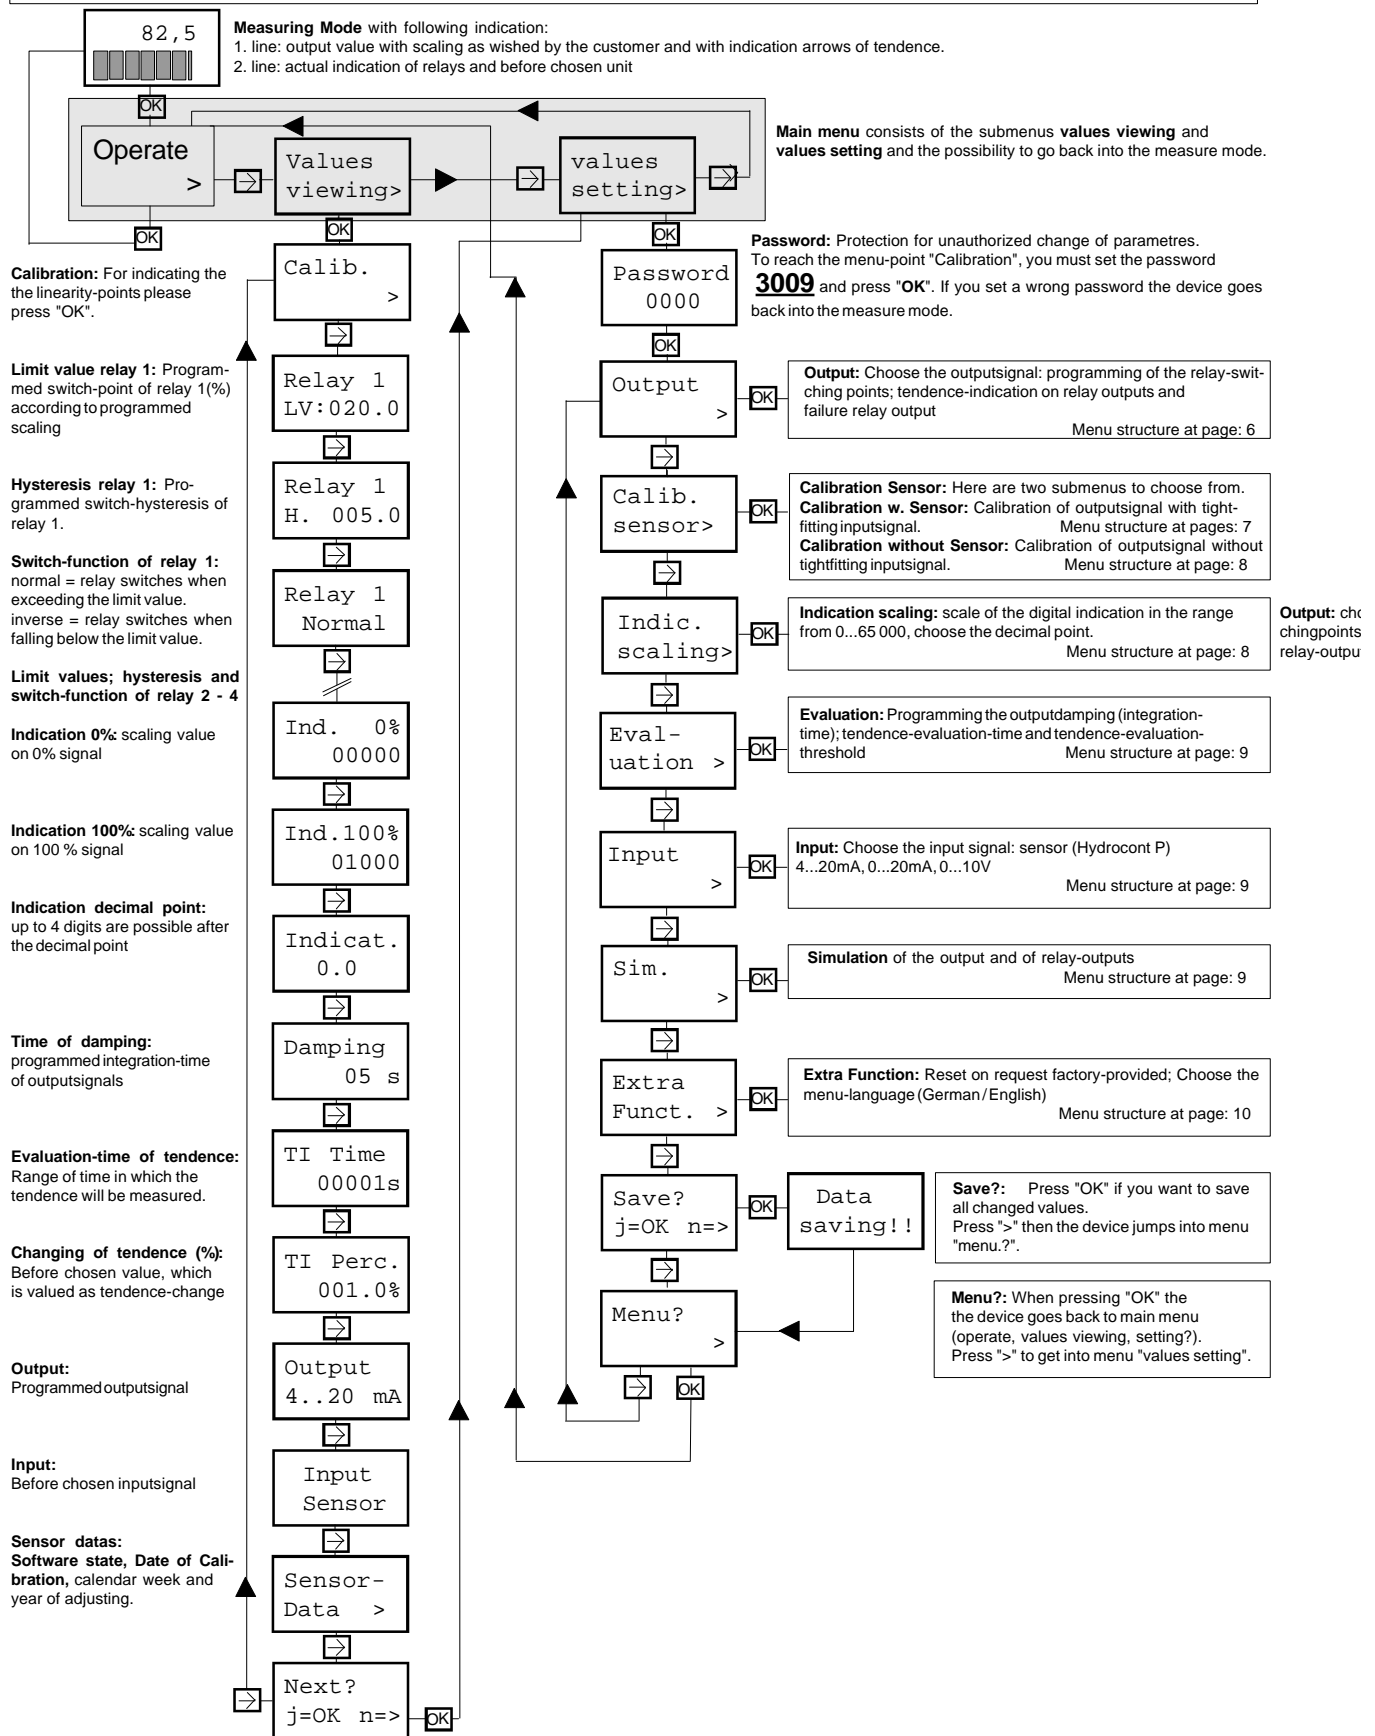 82,5
OK
Measuring Mode with following indication:
1. line: output value with scaling as wished by the customer and with indication arrows of tendence.
2. line: actual indication of relays and before chosen unit
Operate
>
OK
Values
viewing>
OK
values
setting>
OK
Main menu consists of the submenus values viewing and
values setting and the possibility to go back into the measure mode.
Calibration: For indicating the
the linearity-points please
press "OK".
Calib.
>
Limit value relay 1: Program-
med switch-point of relay 1(%)
according to programmed
scaling
Relay 1
LV:020.0
Hysteresis relay 1: Pro-
grammed switch-hysteresis of
relay 1.
Relay 1
H. 005.0
Switch-function of relay 1:
normal = relay switches when
exceeding the limit value.
inverse = relay switches when
falling below the limit value.
Relay 1
Normal
Limit values; hysteresis and
switch-function of relay 2 - 4
Indication 0%: scaling value
on 0% signal
Ind. 0%
00000
Indication 100%: scaling value
on 100 % signal
Ind.100%
01000
Indication decimal point:
up to 4 digits are possible after
the decimal point
Indicat.
0.0
Time of damping:
programmed integration-time
of outputsignals
Damping
05 s
Evaluation-time of tendence:
Range of time in which the
tendence will be measured.
TI Time
00001s
Changing of tendence (%):
Before chosen value, which
is valued as tendence-change
TI Perc.
001.0%
Output:
Programmed outputsignal
Output
4..20 mA
Input:
Before chosen inputsignal
Input
Sensor
Sensor datas:
Software state, Date of Cali-
bration, calendar week and
year of adjusting.
Sensor-
Data >
Next?
j=OK n=>
OK
Password
0000
OK
Password: Protection for unauthorized change of parametres.
To reach the menu-point "Calibration", you must set the password
3009 and press "OK". If you set a wrong password the device goes
back into the measure mode.
Output
>
OK
Output: Choose the outputsignal: programming of the relay-swit-
ching points; tendence-indication on relay outputs and
failure relay output
Menu structure at page: 6
Calib.
sensor>
OK
Calibration Sensor: Here are two submenus to choose from.
Calibration w. Sensor: Calibration of outputsignal with tight-
fitting inputsignal. Menu structure at pages: 7
Calibration without Sensor: Calibration of outputsignal without
tightfitting inputsignal. Menu structure at page: 8
Indic.
scaling>
OK
Indication scaling: scale of the digital indication in the range
from 0...65 000, choose the decimal point.
Menu structure at page: 8
Output:
chingpoints
Eval-
uation >
OK
Evaluation: Programming the outputdamping (integration-
time); tendence-evaluation-time and tendence-evaluation-
threshold Menu structure at page: 9
Input
>
OK
Input: Choose the input signal: sensor (Hydrocont P)
4...20mA, 0...20mA, 0...10V
Menu structure at page: 9
Sim.
>
OK
Simulation of the output and of relay-outputs
Menu structure at page: 9
Extra
Funct. >
OK
Extra Function: Reset on request factory-provided; Choose the
menu-language (German / English)
Menu structure at page: 10
Save?
j=OK n=>
OK
Data
saving!!
Save?: Press "OK" if you want to save
all changed values.
Press ">" then the device jumps into menu
"menu.?".
Menu?
>
OK
Menu?: When pressing "OK" the
the device goes back to main menu
(operate, values viewing, setting?).
Press ">" to get into menu "values setting".